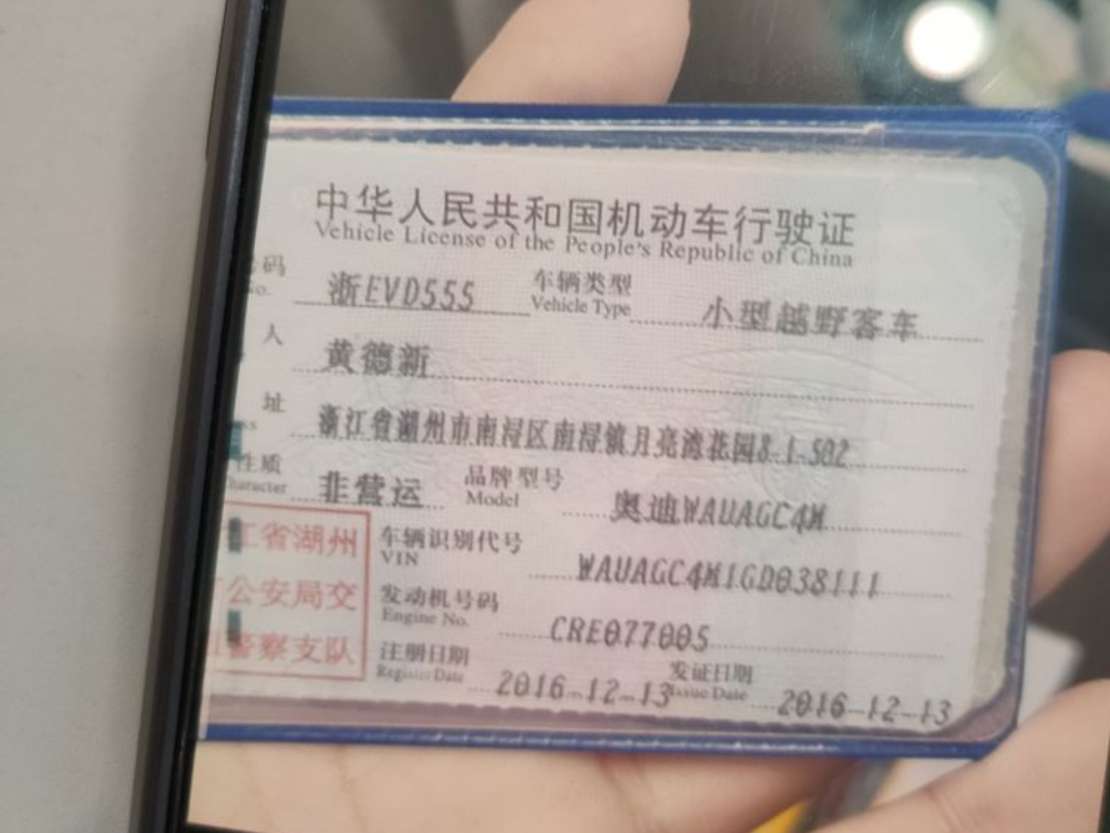 中华人民共和国机动车行驶证
Vehicle License of the People's Republic of China
码 浙EVD555 车辆类型 小型越野客车
No. Vehicle Type
人 黄德新
址 浙江省湖州市南浔区南浔镇月亮湾花园8-1-502
性质 非营运 品牌型号 奥迪WAUAGC4M
Character Model
江省湖州 车辆识别代号 WAUAGC4M1GD038111
VIN
公安局交 发动机号码 CRE077005
Engine No.
警察支队 注册日期 2016-12-13 发证日期 2016-12-13
Register Date Issue Date